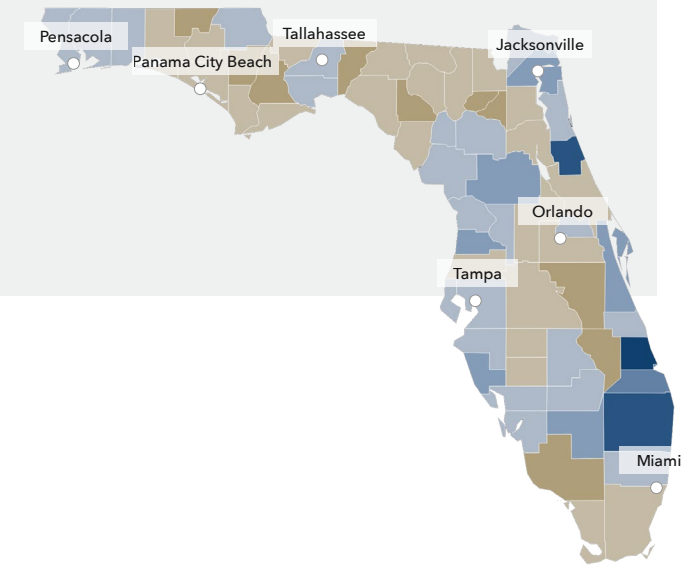 Pensacola
Tallahassee
Jacksonville
Panama City Beach
Orlando
Tampa
Miami